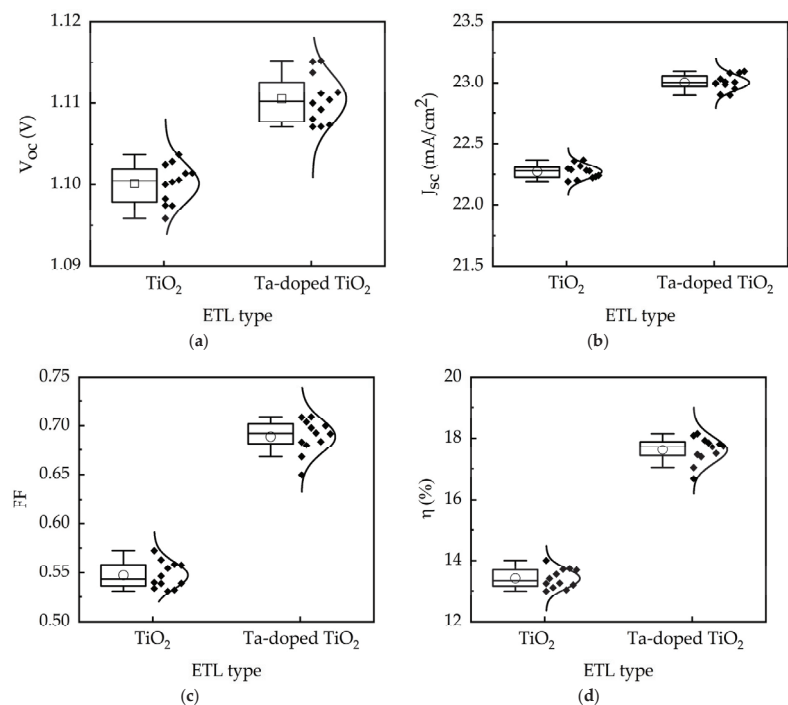 1.12
1.11
1.10
1.09
V_OC (V)
TiO₂ Ta-doped TiO₂
ETL type
(a)
23.5
23.0
22.5
22.0
21.5
J_SC (mA/cm²)
TiO₂ Ta-doped TiO₂
ETL type
(b)
0.75
0.70
0.65
0.60
0.55
0.50
FF
TiO₂ Ta-doped TiO₂
ETL type
(c)
20
18
16
14
12
η (%)
TiO₂ Ta-doped TiO₂
ETL type
(d)